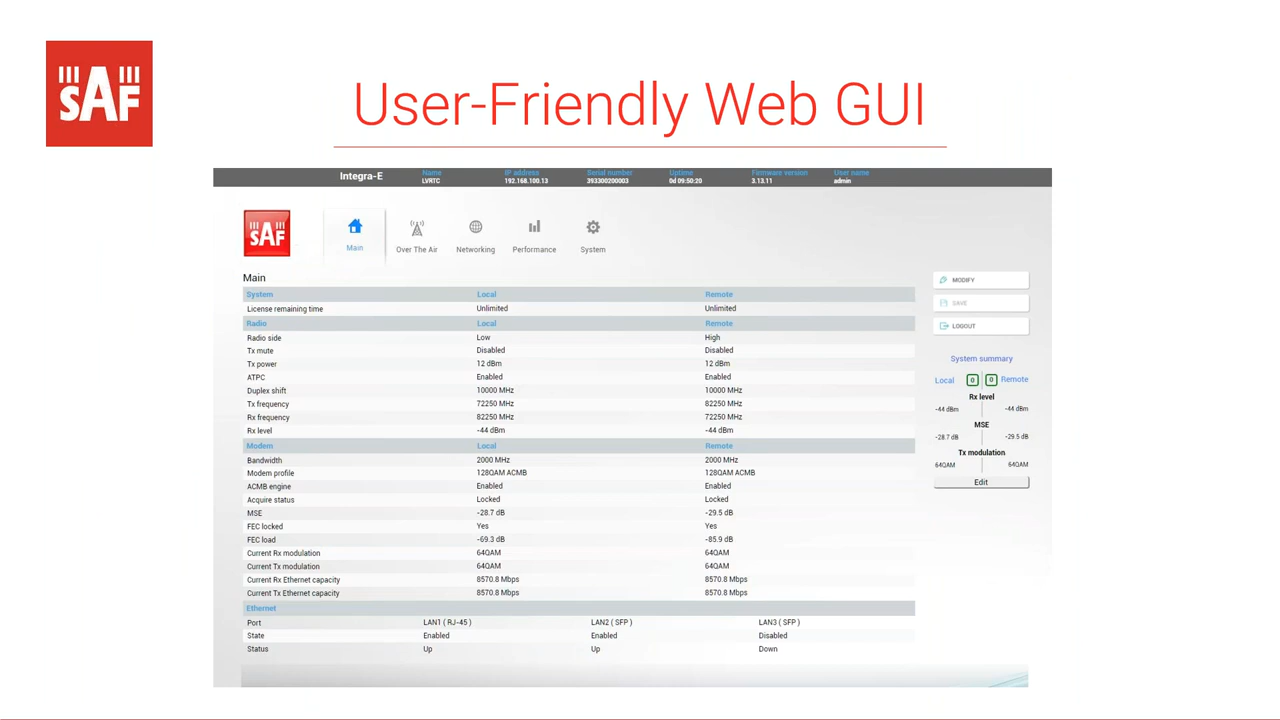 SAF
User-Friendly Web GUI
Integra-E Name IP address Serial number Uptime Firmware version User name
LVRTC 192.168.100.13 393300200003 0d 09:50:20 3.13.11 admin
SAF
Main Over The Air Networking Performance System
Main
MODIFY
SAVE
LOGOUT
System Local Remote
License remaining time Unlimited Unlimited
Radio Local Remote
Radio side Low High
Tx mute Disabled Disabled
Tx power 12 dBm 12 dBm
ATPC Enabled Enabled
Duplex shift 10000 MHz 10000 MHz
Tx frequency 72250 MHz 82250 MHz
Rx frequency 82250 MHz 72250 MHz
Rx level -44 dBm -44 dBm
Modem Local Remote
Bandwidth 2000 MHz 2000 MHz
Modem profile 128QAM ACMB 128QAM ACMB
ACMB engine Enabled Enabled
Acquire status Locked Locked
MSE -28.7 dB -29.5 dB
FEC locked Yes Yes
FEC load -69.3 dB -85.9 dB
Current Rx modulation 64QAM 64QAM
Current Tx modulation 64QAM 64QAM
Current Rx Ethernet capacity 8570.8 Mbps 8570.8 Mbps
Current Tx Ethernet capacity 8570.8 Mbps 8570.8 Mbps
Ethernet
Port LAN1 ( RJ-45 ) LAN2 ( SFP ) LAN3 ( SFP )
State Enabled Enabled Disabled
Status Up Up Down
System summary
Local 0 0 Remote
Rx level
-44 dBm -44 dBm
MSE
-28.7 dB -29.5 dB
Tx modulation
64QAM 64QAM
Edit